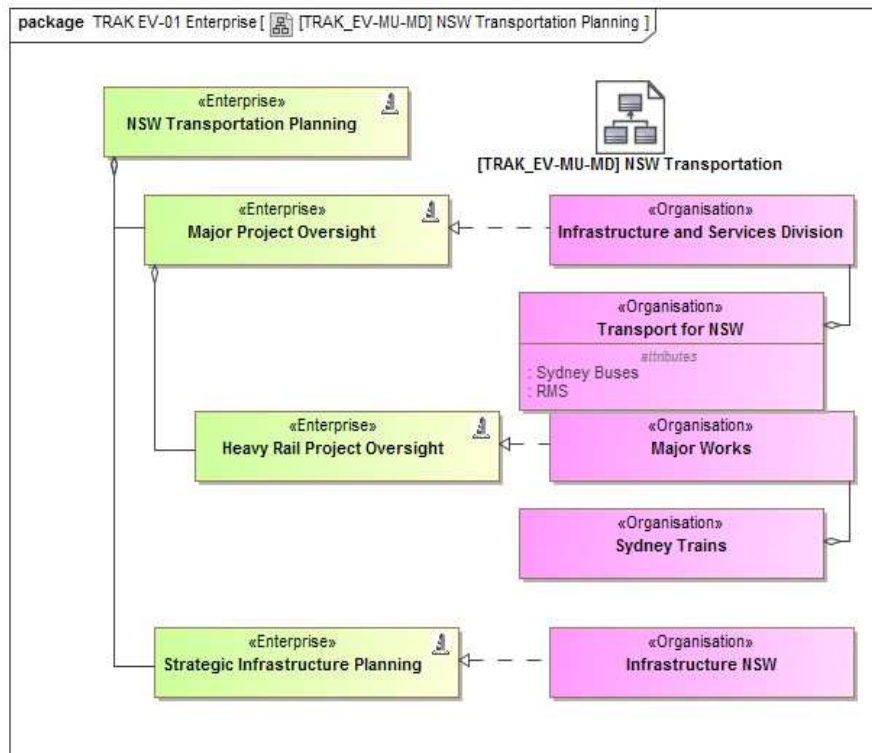 package TRAK EV-01 Enterprise [ [TRAK_EV-MU-MD] NSW Transportation Planning ]
«Enterprise»
NSW Transportation Planning
[TRAK_EV-MU-MD] NSW Transportation
«Enterprise»
Major Project Oversight
«Organisation»
Infrastructure and Services Division
«Organisation»
Transport for NSW
attributes
: Sydney Buses
: RMS
«Enterprise»
Heavy Rail Project Oversight
«Organisation»
Major Works
«Organisation»
Sydney Trains
«Enterprise»
Strategic Infrastructure Planning
«Organisation»
Infrastructure NSW